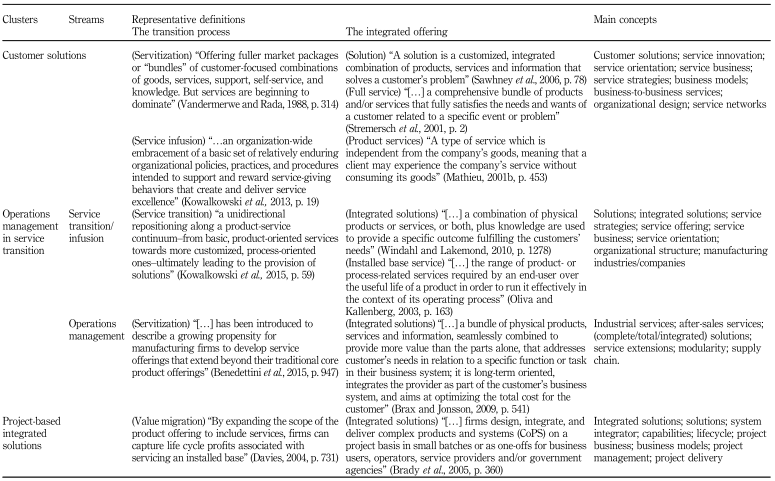 Clusters Streams Representative definitions
The transition process The integrated offering Main concepts
Customer solutions
(Servitization) “Offering fuller market packages
or “bundles” of customer-focused combinations
of goods, services, support, self-service, and
knowledge. But services are beginning to
dominate” (Vandermerwe and Rada, 1988, p. 314)
(Service infusion) “…an organization-wide
embracement of a basic set of relatively enduring
organizational policies, practices, and procedures
intended to support and reward service-giving
behaviors that create and deliver service
excellence” (Kowalkowski et al., 2013, p. 19)
(Solution) “A solution is a customized, integrated
combination of products, services and information that
solves a customer’s problem” (Sawhney et al., 2006, p. 78)
(Full service) “[…] a comprehensive bundle of products
and/or services that fully satisfies the needs and wants of
a customer related to a specific event or problem”
(Stremersch et al., 2001, p. 2)
(Product services) “A type of service which is
independent from the company’s goods, meaning that a
client may experience the company’s service without
consuming its goods” (Mathieu, 2001b, p. 453)
Customer solutions; service innovation;
service orientation; service business;
service strategies; business models;
business-to-business services;
organizational design; service networks
Operations
management
in service
transition
Service
transition/
infusion
(Service transition) “a unidirectional
repositioning along a product-service
continuum–from basic, product-oriented services
towards more customized, process-oriented
ones–ultimately leading to the provision of
solutions” (Kowalkowski et al., 2015, p. 59)
(Integrated solutions) “[…] a combination of physical
products or services, or both, plus knowledge are used
to provide a specific outcome fulfilling the customers’
needs” (Windahl and Lakemond, 2010, p. 1278)
(Installed base service) “[…] the range of product- or
process-related services required by an end-user over
the useful life of a product in order to run it effectively in
the context of its operating process” (Oliva and
Kallenberg, 2003, p. 163)
Solutions; integrated solutions; service
strategies; service offering; service
business; service orientation;
organizational structure; manufacturing
industries/companies
Operations
management
(Servitization) “[…] has been introduced to
describe a growing propensity for
manufacturing firms to develop service
offerings that extend beyond their traditional core
product offerings” (Benedettini et al., 2015, p. 947)
(Integrated solutions) “[…] a bundle of physical products,
services and information, seamlessly combined to
provide more value than the parts alone, that addresses
customer’s needs in relation to a specific function or task
in their business system; it is long-term oriented,
integrates the provider as part of the customer’s business
system, and aims at optimizing the total cost for the
customer” (Brax and Jonsson, 2009, p. 541)
Industrial services; after-sales services;
(complete/total/integrated) solutions;
service extensions; modularity; supply
chain.
Project-based
integrated
solutions
(Value migration) “By expanding the scope of the
product offering to include services, firms can
capture life cycle profits associated with
servicing an installed base” (Davies, 2004, p. 731)
(Integrated solutions) “[…] firms design, integrate, and
deliver complex products and systems (CoPS) on a
project basis in small batches or as one-offs for business
users, operators, service providers and/or government
agencies” (Brady et al., 2005, p. 360)
Integrated solutions; solutions; system
integrator; capabilities; lifecycle; project
business; business models; project
management; project delivery